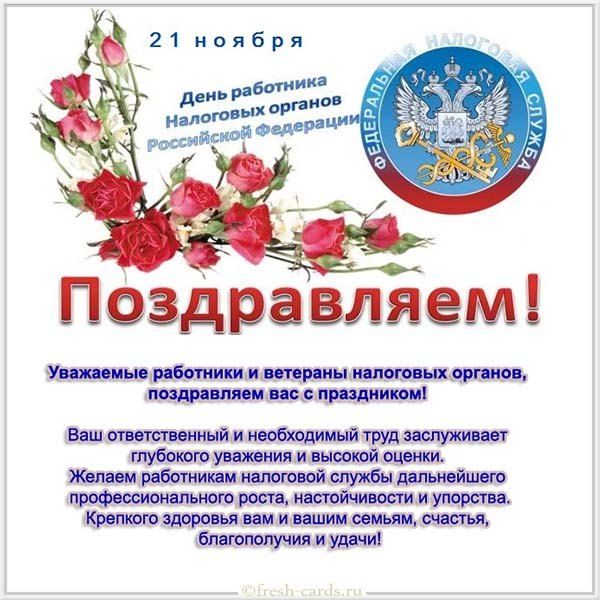 21 ноября
День работника
Налоговых органов
Российской Федерации
ФЕДЕРАЛЬНАЯ НАЛОГОВАЯ СЛУЖБА
Поздравляем!
Уважаемые работники и ветераны налоговых органов,
поздравляем вас с праздником!
Ваш ответственный и необходимый труд заслуживает
глубокого уважения и высокой оценки.
Желаем работникам налоговой службы дальнейшего
профессионального роста, настойчивости и упорства.
Крепкого здоровья вам и вашим семьям, счастья,
благополучия и удачи!
©fresh-cards.ru